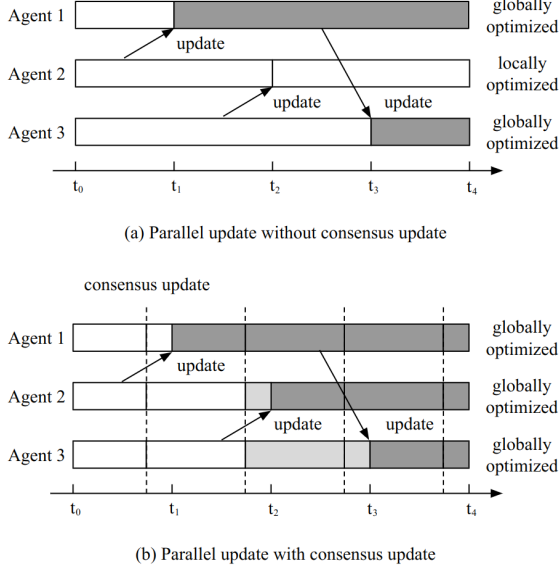 Agent 1
globally
optimized
update
Agent 2
locally
optimized
update
update
Agent 3
globally
optimized
t0
t1
t2
t3
t4
(a) Parallel update without consensus update
consensus update
Agent 1
globally
optimized
update
Agent 2
globally
optimized
update
update
Agent 3
globally
optimized
t0
t1
t2
t3
t4
(b) Parallel update with consensus update